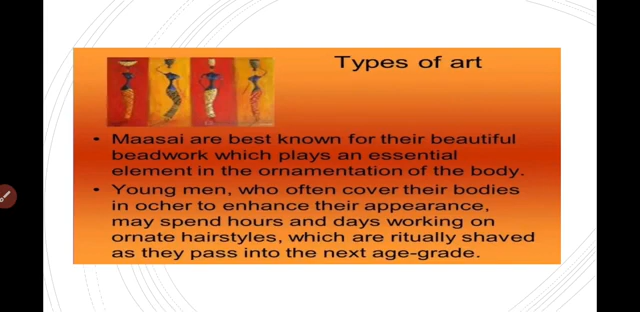 Types of art
• Maasai are best known for their beautiful
beadwork which plays an essential
element in the ornamentation of the body.
• Young men, who often cover their bodies
in ocher to enhance their appearance,
may spend hours and days working on
ornate hairstyles, which are ritually shaved
as they pass into the next age-grade.